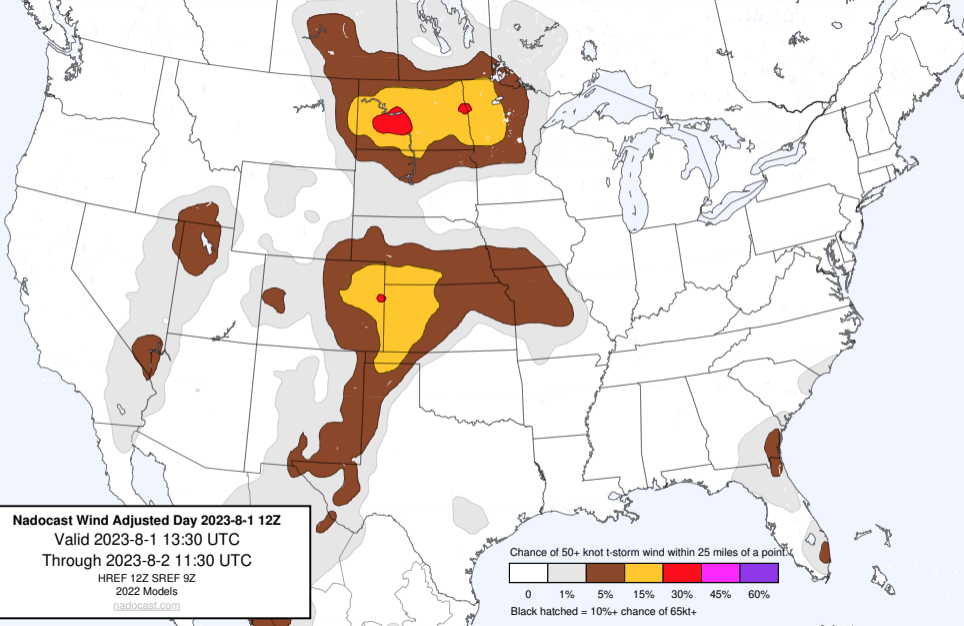 Nadocast Wind Adjusted Day 2023-8-1 12Z
Valid 2023-8-1 13:30 UTC
Through 2023-8-2 11:30 UTC
HREF 12Z SREF 9Z
2022 Models
nadocast.com
Chance of 50+ knot t-storm wind within 25 miles of a point.
0 1% 5% 15% 30% 45% 60%
Black hatched = 10%+ chance of 65kt+